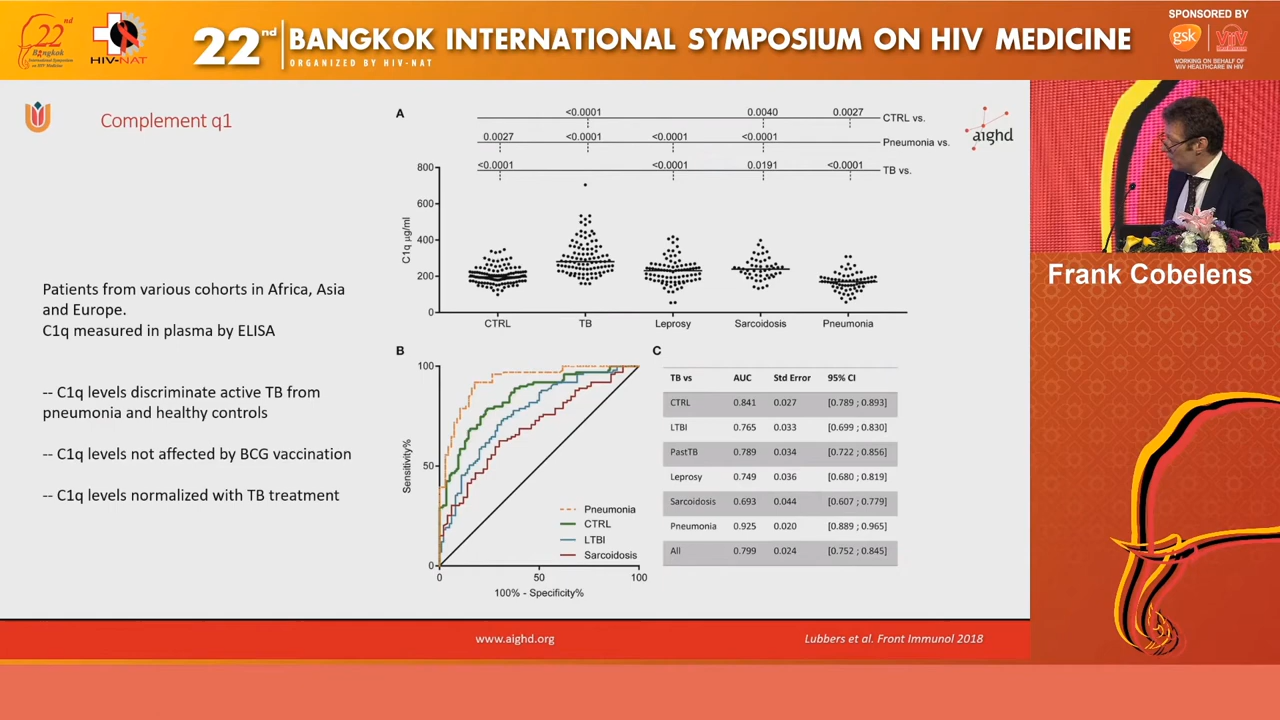 22nd
Bangkok
International Symposium
on HIV Medicine
HIV-NAT
22nd BANGKOK INTERNATIONAL SYMPOSIUM ON HIV MEDICINE
ORGANIZED BY HIV-NAT
SPONSORED BY
gsk
ViiV
WORKING ON BEHALF OF
VIIV HEALTHCARE IN HIV
Complement q1
aighd
Patients from various cohorts in Africa, Asia
and Europe.
C1q measured in plasma by ELISA
-- C1q levels discriminate active TB from
pneumonia and healthy controls
-- C1q levels not affected by BCG vaccination
-- C1q levels normalized with TB treatment
A
<0.0001 0.0040 0.0027 CTRL vs.
0.0027 <0.0001 <0.0001 <0.0001 Pneumonia vs.
<0.0001 <0.0001 0.0191 <0.0001 TB vs.
800
600
400
200
0
C1q µg/ml
CTRL TB Leprosy Sarcoidosis Pneumonia
B
100
50
0
Sensitivity%
Pneumonia
CTRL
LTBI
Sarcoidosis
0 50 100
100% - Specificity%
C
TB vs AUC Std Error 95% CI
CTRL 0.841 0.027 [0.789 ; 0.893]
LTBI 0.765 0.033 [0.699 ; 0.830]
PastTB 0.789 0.034 [0.722 ; 0.856]
Leprosy 0.749 0.036 [0.680 ; 0.819]
Sarcoidosis 0.693 0.044 [0.607 ; 0.779]
Pneumonia 0.925 0.020 [0.889 ; 0.965]
All 0.799 0.024 [0.752 ; 0.845]
Frank Cobelens
www.aighd.org
Lubbers et al. Front Immunol 2018